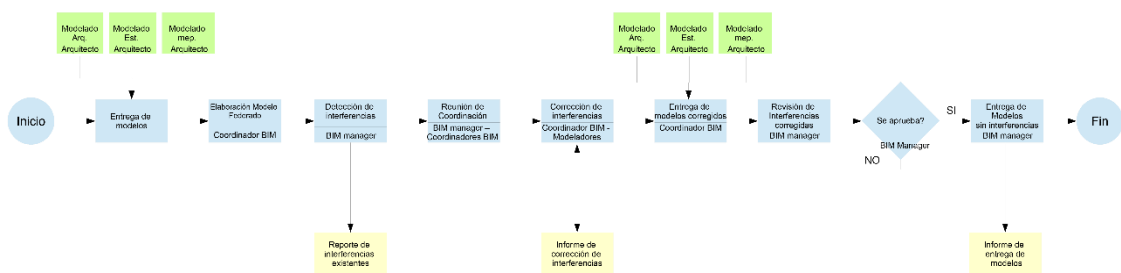 Modelado
Arq.
Arquitecto
Modelado
Est.
Arquitecto
Modelado
mep.
Arquitecto
Modelado
Arq.
Arquitecto
Modelado
Est.
Arquitecto
Modelado
mep.
Arquitecto
Inicio
Entrega de
modelos
Elaboración Modelo
Federado
Coordinador BIM
Detección de
interferencias
BIM manager
Reunión de
Coordinación
BIM manager –
Coordinadores BIM
Corrección de
interferencias
Coordinador BIM -
Modeladores
Entrega de
modelos corregidos
Coordinador BIM
Revisión de
Interferencias
corregidas
BIM manager
Se aprueba?
BIM Manager
SI
NO
Entrega de
Modelos
sin interferencias
BIM manager
Fin
Reporte de
interferencias
existentes
Informe de
corrección de
interferencias
Informe de
entrega de
modelos